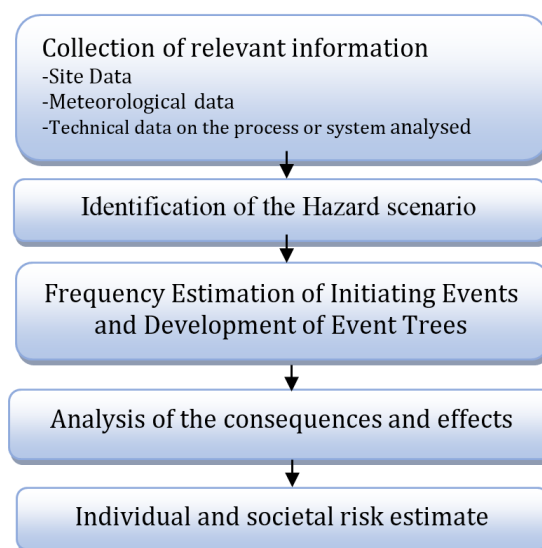 Collection of relevant information
-Site Data
-Meteorological data
-Technical data on the process or system analysed
Identification of the Hazard scenario
Frequency Estimation of Initiating Events
and Development of Event Trees
Analysis of the consequences and effects
Individual and societal risk estimate